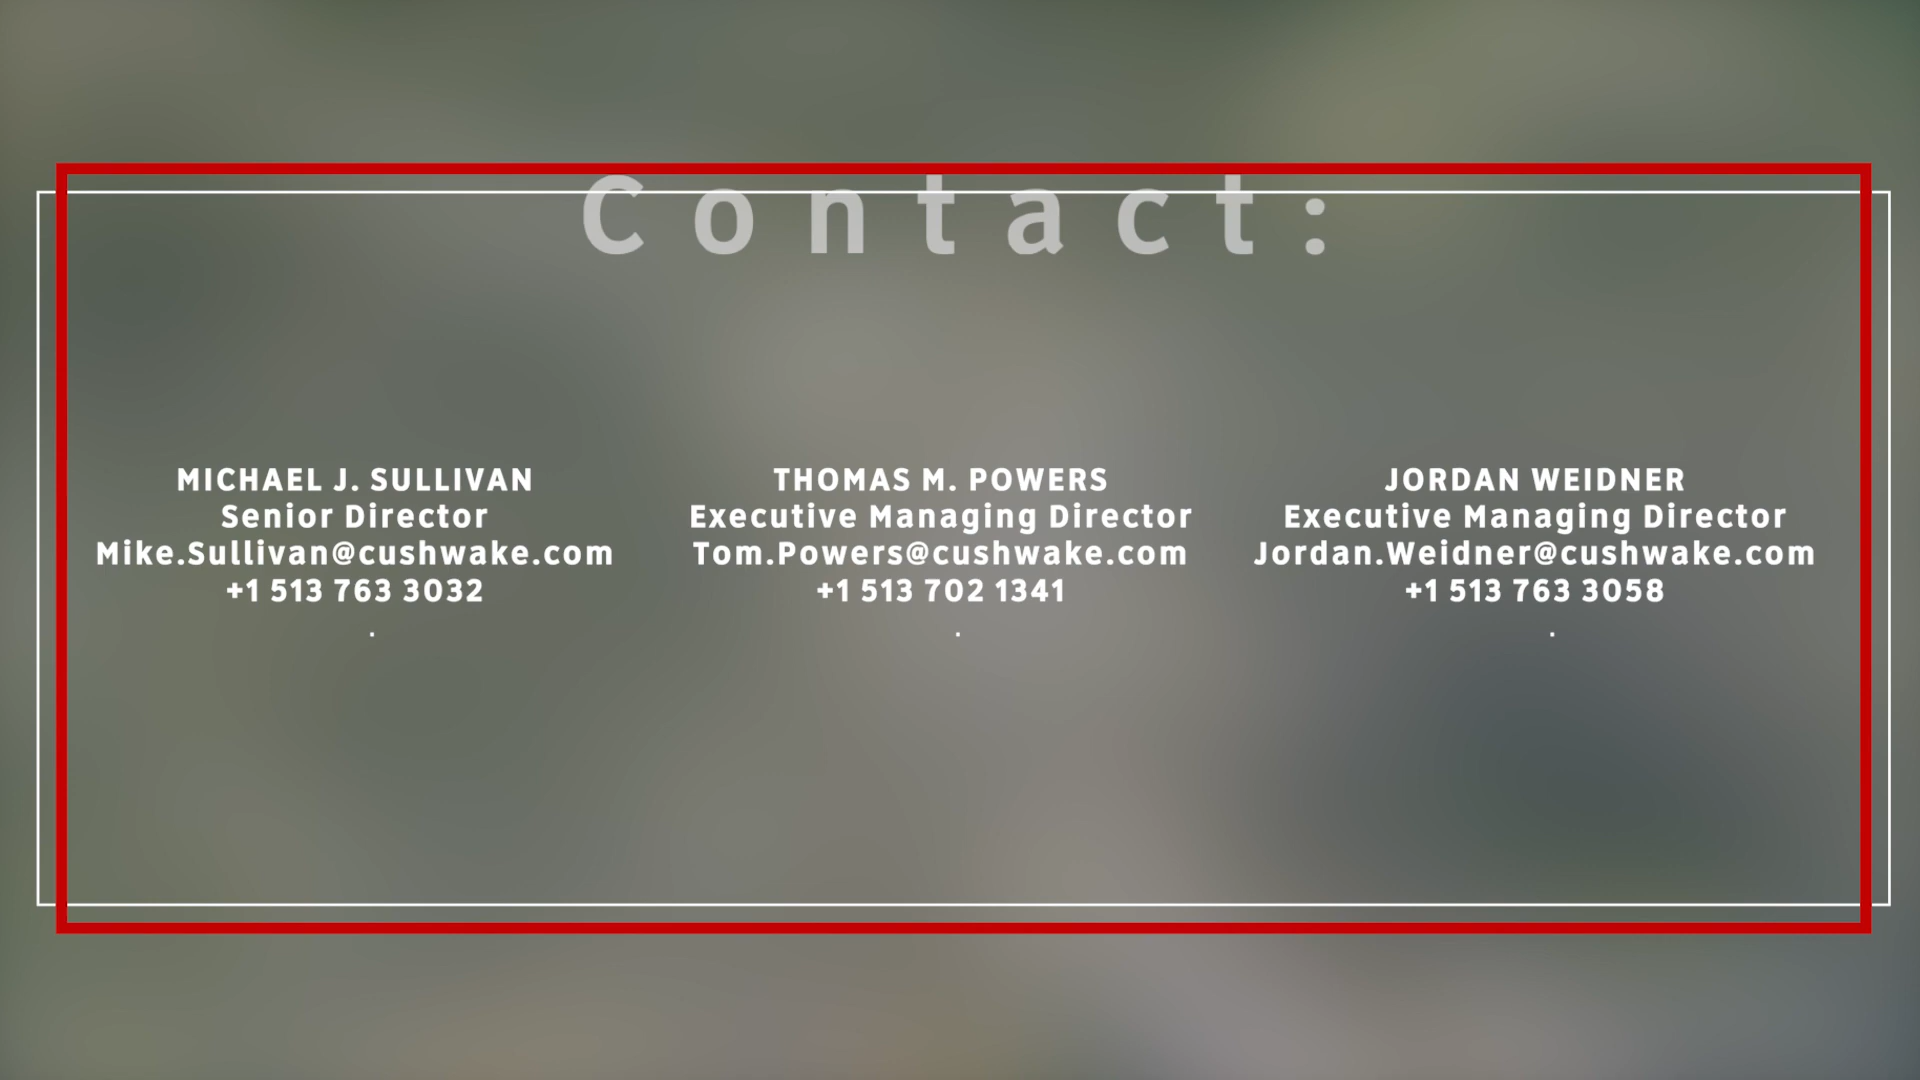 Contact:
MICHAEL J. SULLIVAN
Senior Director
Mike.Sullivan@cushwake.com
+1 513 763 3032
.
THOMAS M. POWERS
Executive Managing Director
Tom.Powers@cushwake.com
+1 513 702 1341
.
JORDAN WEIDNER
Executive Managing Director
Jordan.Weidner@cushwake.com
+1 513 763 3058
.